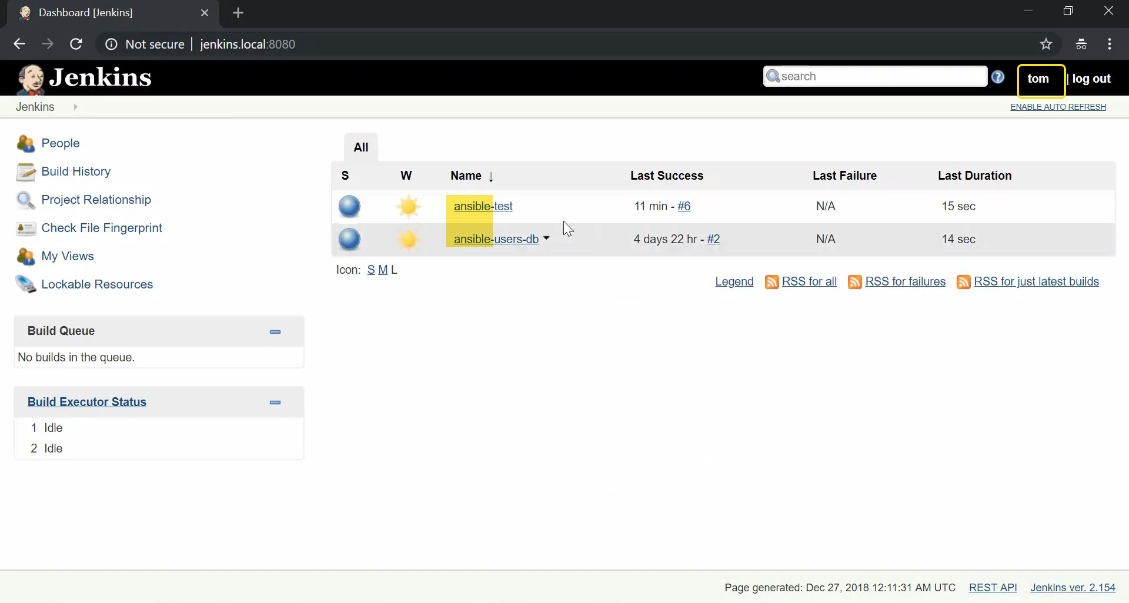 Dashboard [Jenkins]
Not secure | jenkins.local:8080
Jenkins
search
tom | log out
Jenkins
ENABLE AUTO REFRESH
People
Build History
Project Relationship
Check File Fingerprint
My Views
Lockable Resources
Build Queue
No builds in the queue.
Build Executor Status
1 Idle
2 Idle
All
S W Name ↓ Last Success Last Failure Last Duration
ansible-test 11 min - #6 N/A 15 sec
ansible-users-db 4 days 22 hr - #2 N/A 14 sec
Icon: S M L
Legend RSS for all RSS for failures RSS for just latest builds
Page generated: Dec 27, 2018 12:11:31 AM UTC REST API Jenkins ver. 2.154